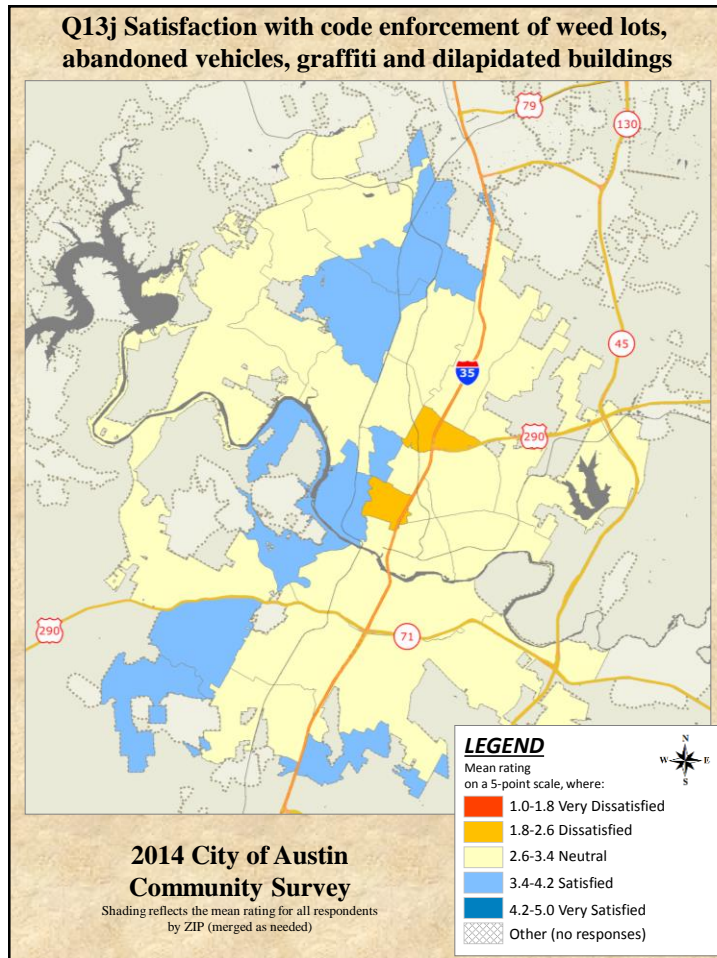 Q13j Satisfaction with code enforcement of weed lots,
abandoned vehicles, graffiti and dilapidated buildings
79
130
45
35
290
290
71
LEGEND
Mean rating
on a 5-point scale, where:
N
W E
S
1.0-1.8 Very Dissatisfied
1.8-2.6 Dissatisfied
2.6-3.4 Neutral
3.4-4.2 Satisfied
4.2-5.0 Very Satisfied
Other (no responses)
2014 City of Austin
Community Survey
Shading reflects the mean rating for all respondents
by ZIP (merged as needed)